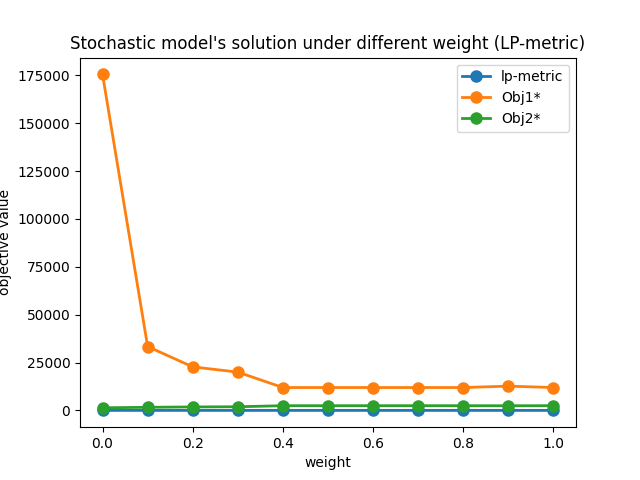 Stochastic model's solution under different weight (LP-metric)
lp-metric
Obj1*
Obj2*
175000
150000
125000
100000
75000
50000
25000
0
objective value
0.0
0.2
0.4
0.6
0.8
1.0
weight